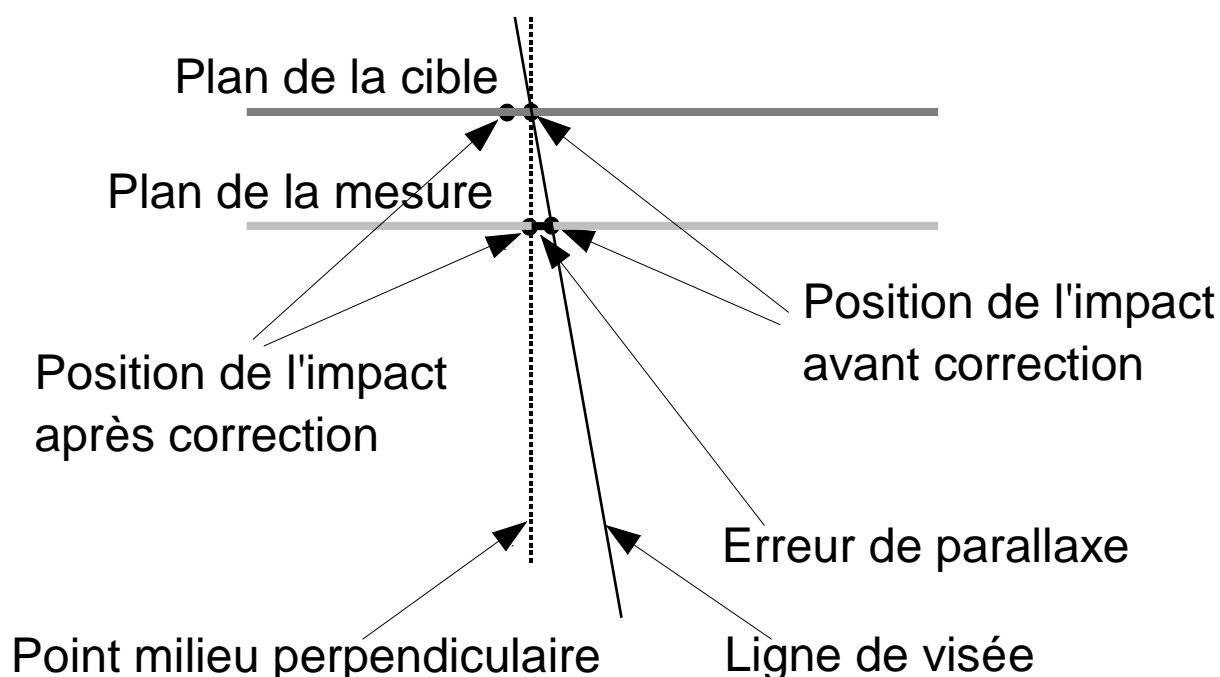 Plan de la cible
Plan de la mesure
Position de l'impact
avant correction
Position de l'impact
après correction
Erreur de parallaxe
Point milieu perpendiculaire
Ligne de visée